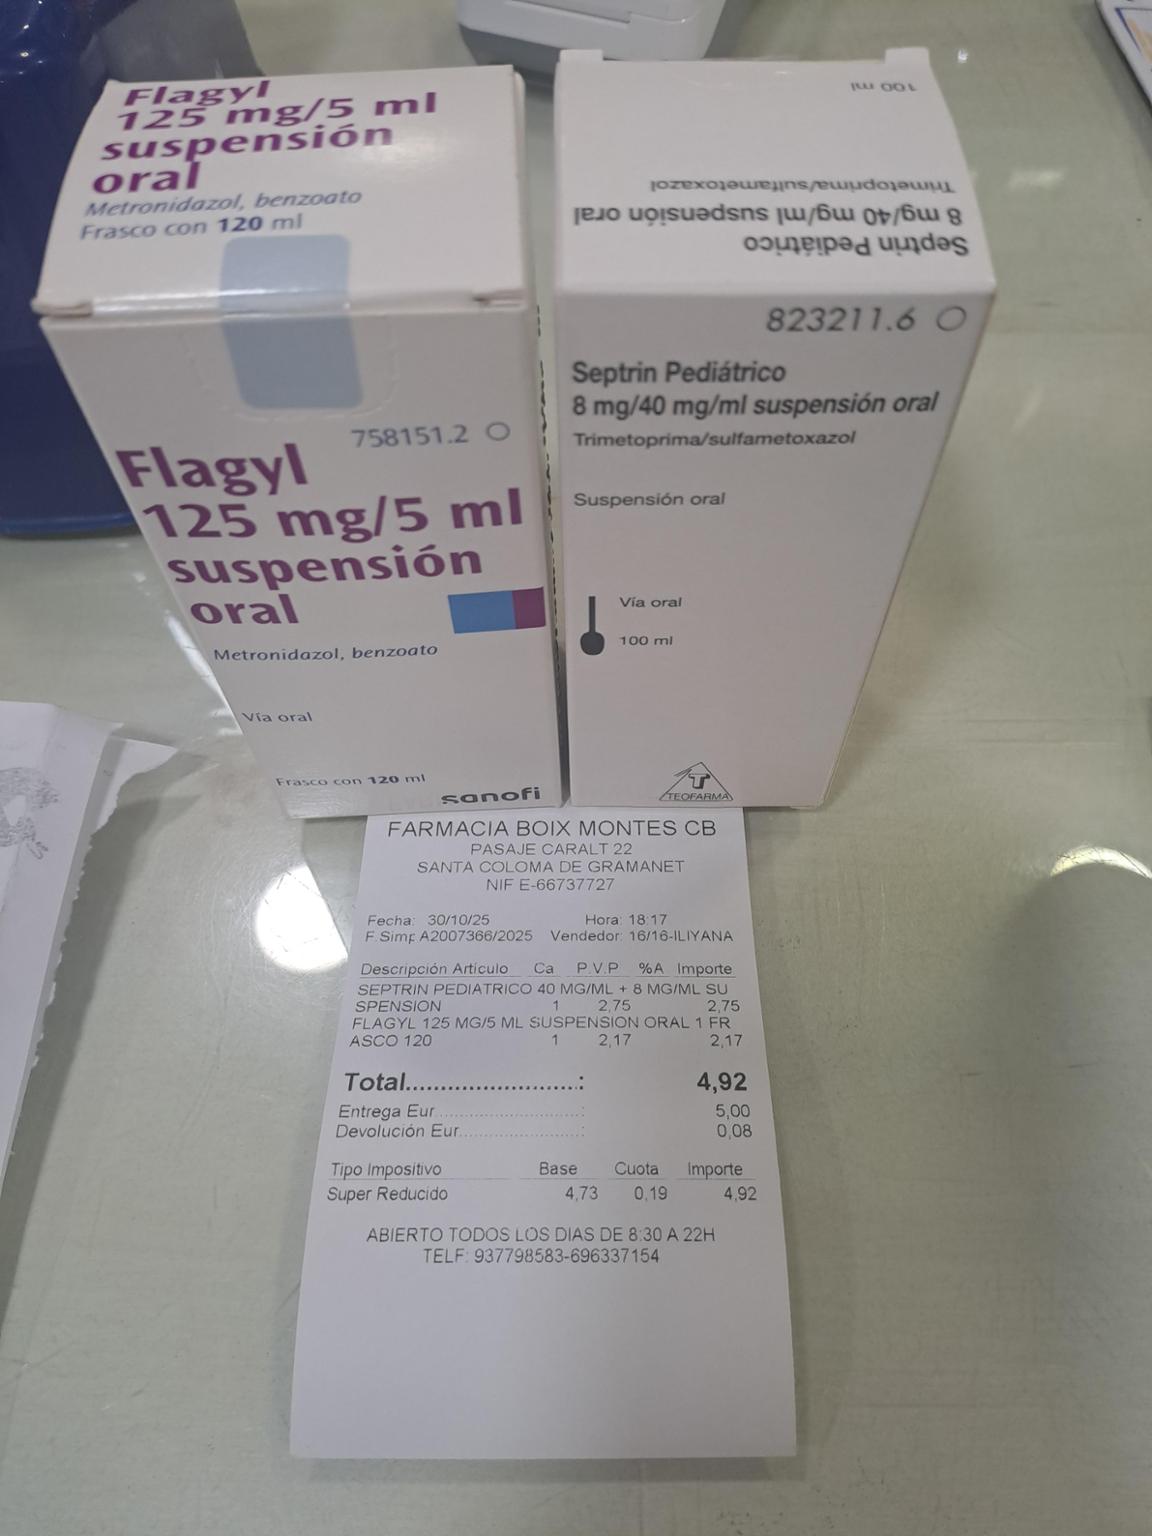 Flagyl
125 mg/5 ml
suspensión
oral
Metronidazol, benzoato
Frasco con 120 ml
758151.2
Flagyl
125 mg/5 ml
suspensión
oral
Metronidazol, benzoato
Vía oral
Frasco con 120 ml
sanofi
Septrin Pediátrico
8 mg/40 mg/ml suspensión oral
Trimetoprima/sulfametoxazol
100 ml
823211.6
Septrin Pediátrico
8 mg/40 mg/ml suspensión oral
Trimetoprima/sulfametoxazol
Suspensión oral
Vía oral
100 ml
TEOFARMA
FARMACIA BOIX MONTES CB
PASAJE CARALT 22
SANTA COLOMA DE GRAMANET
NIF E-66737727
Fecha: 30/10/25 Hora: 18:17
F.Simp A2007366/2025 Vendedor: 16/16-ILIYANA
Descripción Artículo Ca P.V.P %A Importe
SEPTRIN PEDIATRICO 40 MG/ML + 8 MG/ML SU
SPENSION 1 2,75 2,75
FLAGYL 125 MG/5 ML SUSPENSION ORAL 1 FR
ASCO 120 1 2,17 2,17
Total.........................: 4,92
Entrega Eur.........................: 5,00
Devolución Eur.....................: 0,08
Tipo Impositivo Base Cuota Importe
Super Reducido 4,73 0,19 4,92
ABIERTO TODOS LOS DIAS DE 8:30 A 22H
TELF: 937798583-696337154